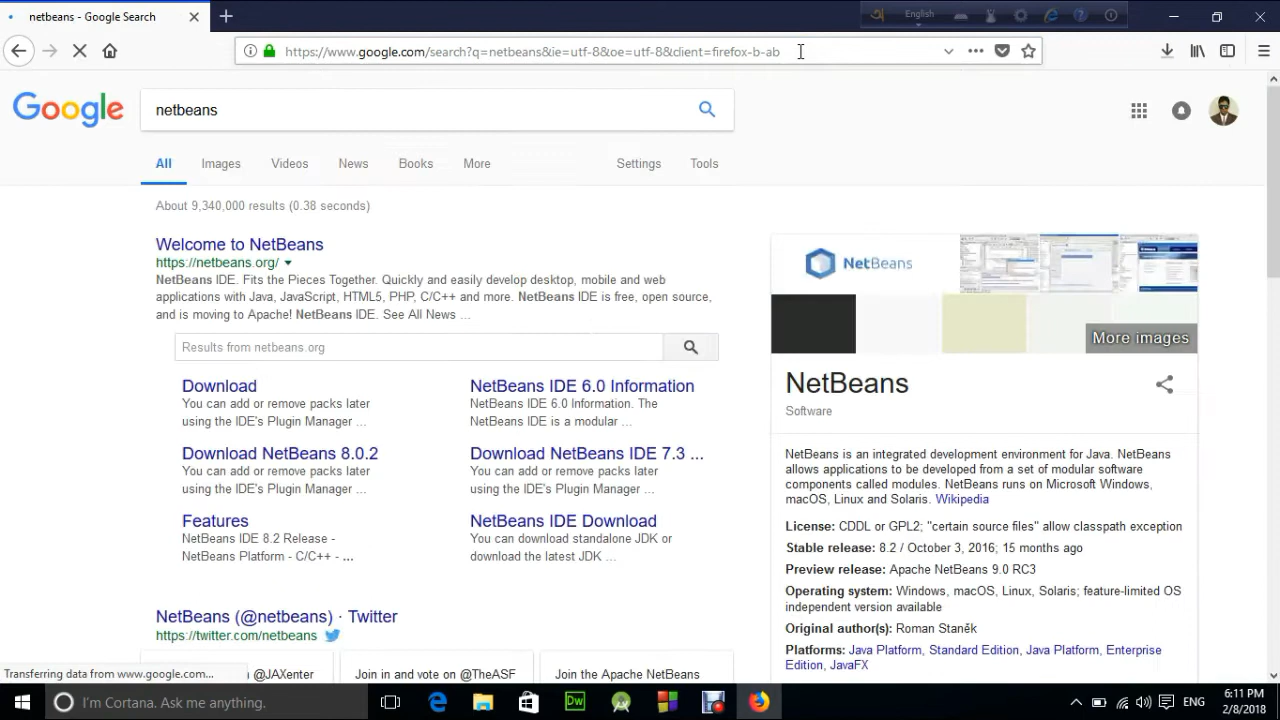 netbeans - Google Search
English
https://www.google.com/search?q=netbeans&ie=utf-8&oe=utf-8&client=firefox-b-ab
Google
netbeans
All
Images
Videos
News
Books
More
Settings
Tools
About 9,340,000 results (0.38 seconds)
Welcome to NetBeans
https://netbeans.org/
NetBeans IDE. Fits the Pieces Together. Quickly and easily develop desktop, mobile and web
applications with Java, JavaScript, HTML5, PHP, C/C++ and more. NetBeans IDE is free, open source,
and is moving to Apache! NetBeans IDE. See All News ...
Results from netbeans.org
Download
You can add or remove packs later
using the IDE's Plugin Manager ...
NetBeans IDE 6.0 Information
NetBeans IDE 6.0 Information. The
NetBeans IDE is a modular ...
Download NetBeans 8.0.2
You can add or remove packs later
using the IDE's Plugin Manager ...
Download NetBeans IDE 7.3 ...
You can add or remove packs later
using the IDE's Plugin Manager ...
Features
NetBeans IDE 8.2 Release -
NetBeans Platform - C/C++ - ...
NetBeans IDE Download
You can download standalone JDK or
download the latest JDK ...
NetBeans (@netbeans) · Twitter
https://twitter.com/netbeans
@JAXenter
Join in and vote on @TheASF
Join the Apache NetBeans
NetBeans
More images
NetBeans
Software
NetBeans is an integrated development environment for Java. NetBeans
allows applications to be developed from a set of modular software
components called modules. NetBeans runs on Microsoft Windows,
macOS, Linux and Solaris. Wikipedia
License: CDDL or GPL2; "certain source files" allow classpath exception
Stable release: 8.2 / October 3, 2016; 15 months ago
Preview release: Apache NetBeans 9.0 RC3
Operating system: Windows, macOS, Linux, Solaris; feature-limited OS
independent version available
Original author(s): Roman Staněk
Platforms: Java Platform, Standard Edition, Java Platform, Enterprise
Edition, JavaFX
Transferring data from www.google.com...
I'm Cortana. Ask me anything.
Dw
ENG
6:11 PM
2/8/2018